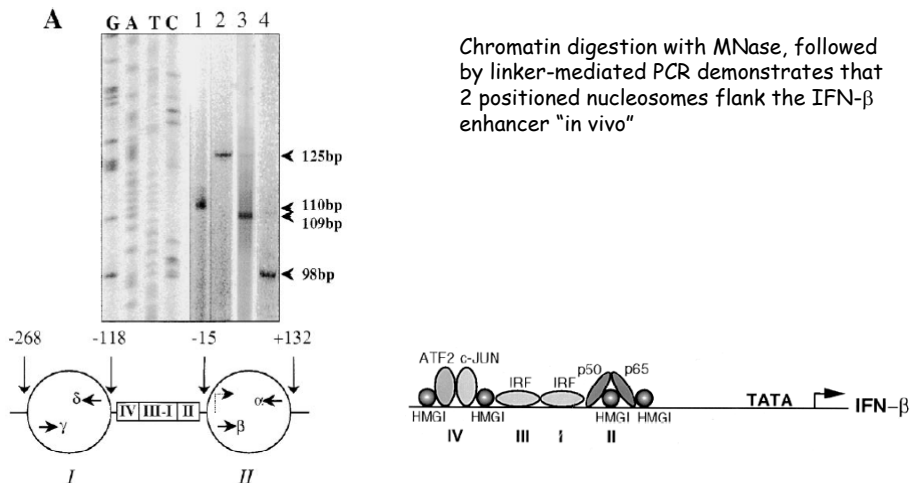 A
G A T C 1 2 3 4
125bp
110bp
109bp
98bp
Chromatin digestion with MNase, followed
by linker-mediated PCR demonstrates that
2 positioned nucleosomes flank the IFN-β
enhancer “in vivo”
-268 -118 -15 +132
δ IV III-I II α
γ β
I II
ATF2 c-JUN p50 p65
IRF IRF
TATA IFN-β
HMGI HMGI HMGI HMGI
IV III I II